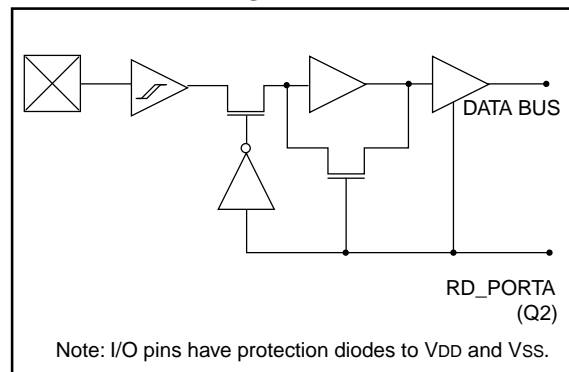 DATA BUS
RD_PORTA
(Q2)
Note: I/O pins have protection diodes to VDD and VSS.